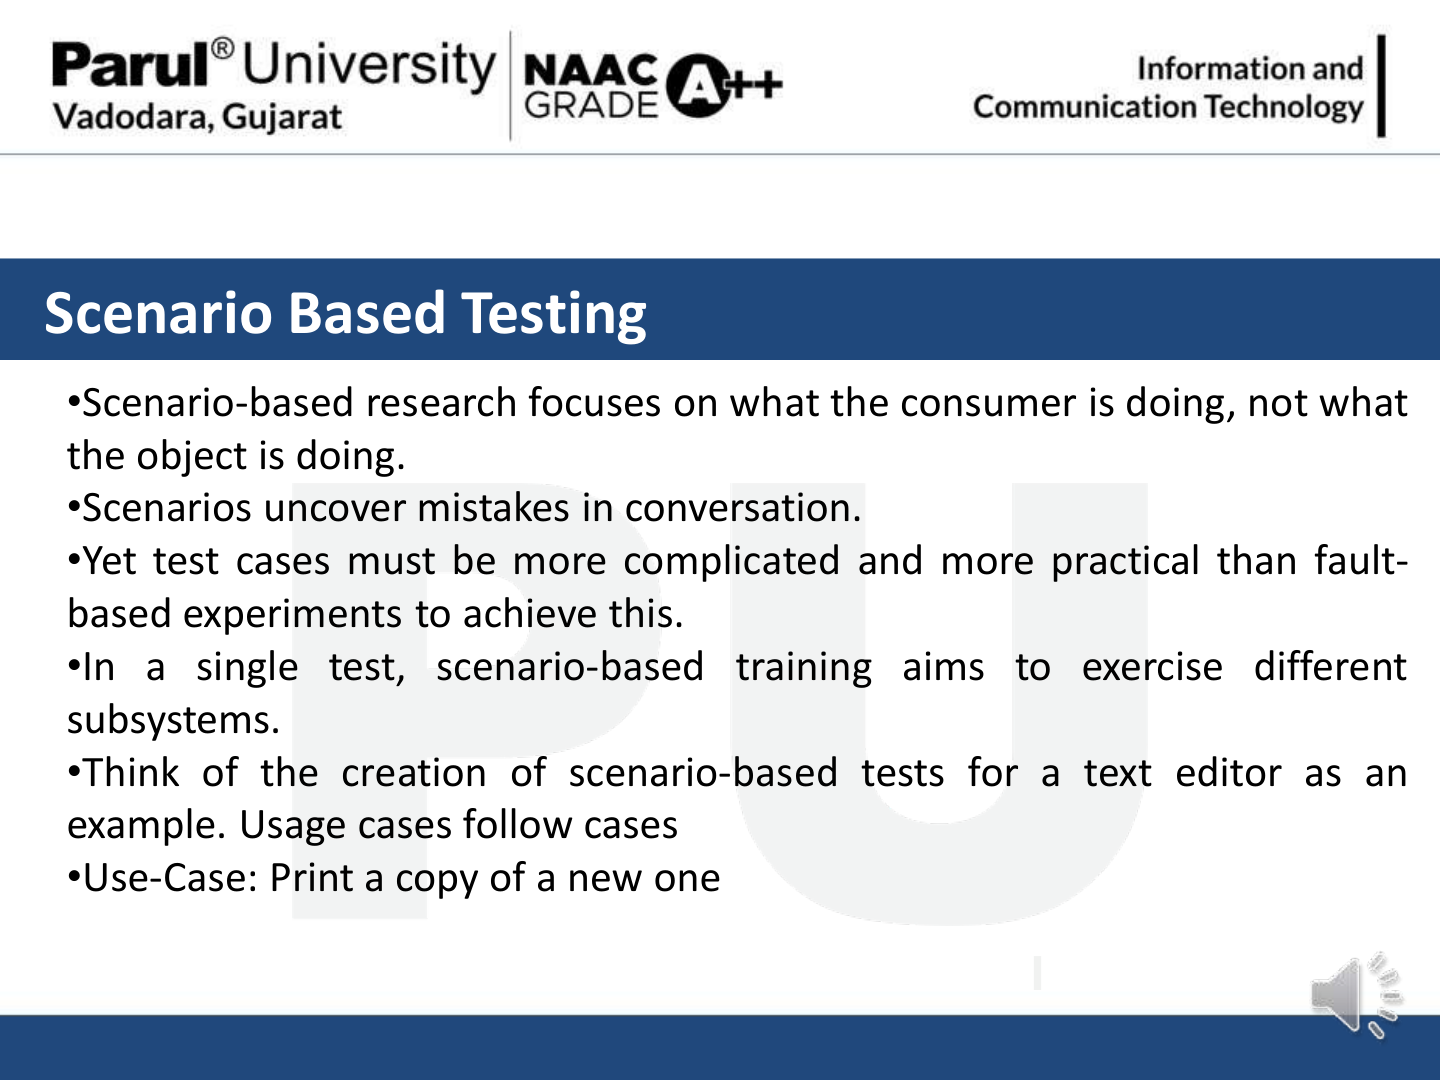 Parul® University
Vadodara, Gujarat
NAAC
GRADE
A++
Information and
Communication Technology
Scenario Based Testing
•Scenario-based research focuses on what the consumer is doing, not what
the object is doing.
•Scenarios uncover mistakes in conversation.
•Yet test cases must be more complicated and more practical than fault-
based experiments to achieve this.
•In a single test, scenario-based training aims to exercise different
subsystems.
•Think of the creation of scenario-based tests for a text editor as an
example. Usage cases follow cases
•Use-Case: Print a copy of a new one
PU